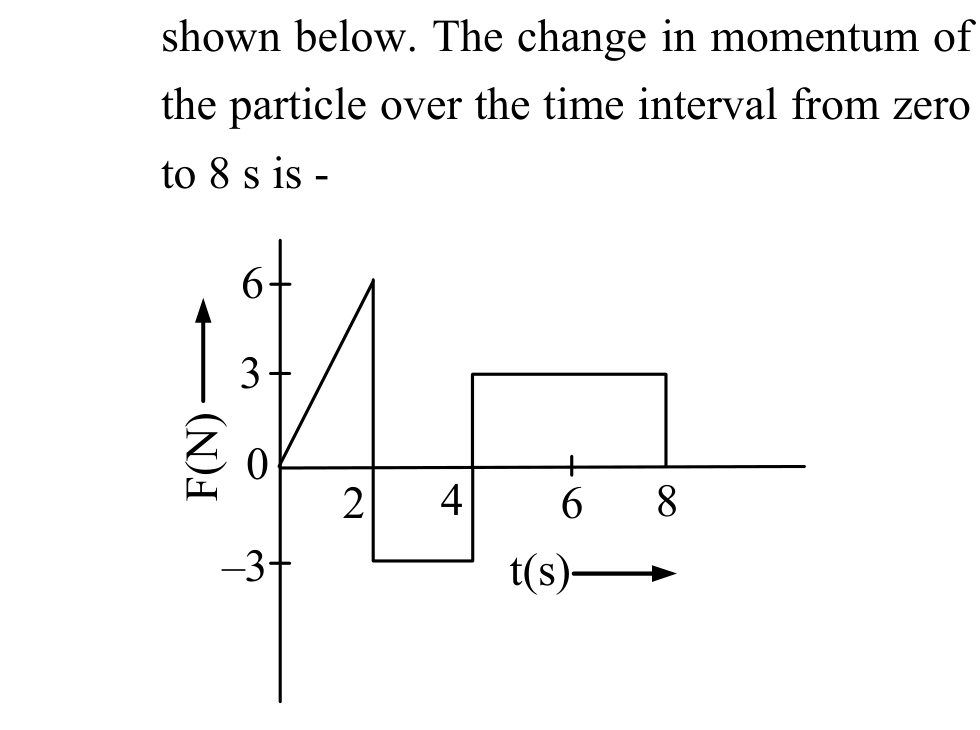 shown below. The change in momentum of
the particle over the time interval from zero
to 8 s is -
6
3
F(N)
0
2
4
6
8
–3
t(s)